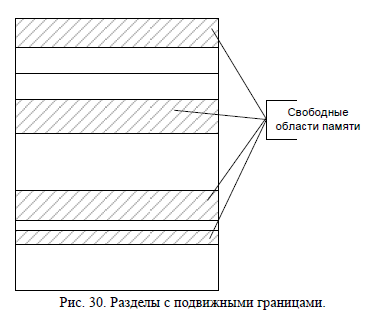 Свободные
области памяти
Рис. 30. Разделы с подвижными границами.